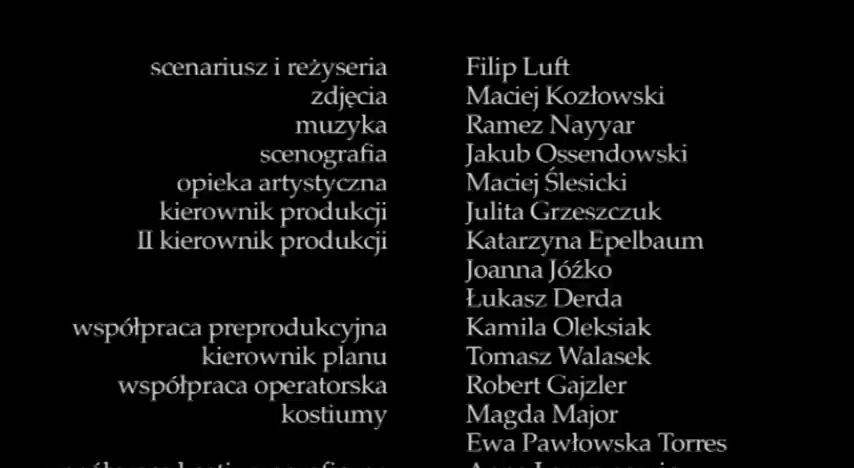 scenariusz i reżyseria Filip Luft
zdjęcia Maciej Kozłowski
muzyka Ramez Nayyar
scenografia Jakub Ossendowski
opieka artystyczna Maciej Ślesicki
kierownik produkcji Julita Grzeszczuk
II kierownik produkcji Katarzyna Epelbaum
Joanna Jóźko
Łukasz Derda
współpraca preprodukcyjna Kamila Oleksiak
kierownik planu Tomasz Walasek
współpraca operatorska Robert Gajzler
kostiumy Magda Major
Ewa Pawłowska Torres